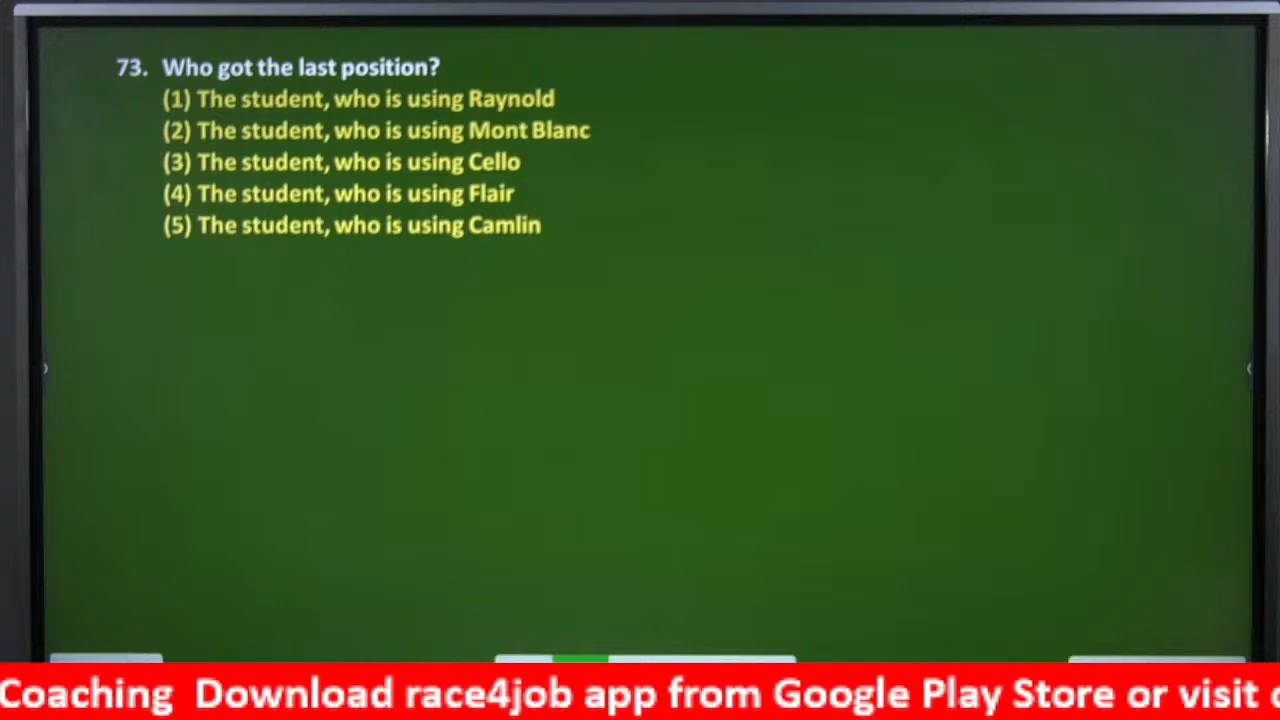 73. Who got the last position?
(1) The student, who is using Raynold
(2) The student, who is using Mont Blanc
(3) The student, who is using Cello
(4) The student, who is using Flair
(5) The student, who is using Camlin
Coaching Download race4job app from Google Play Store or visit